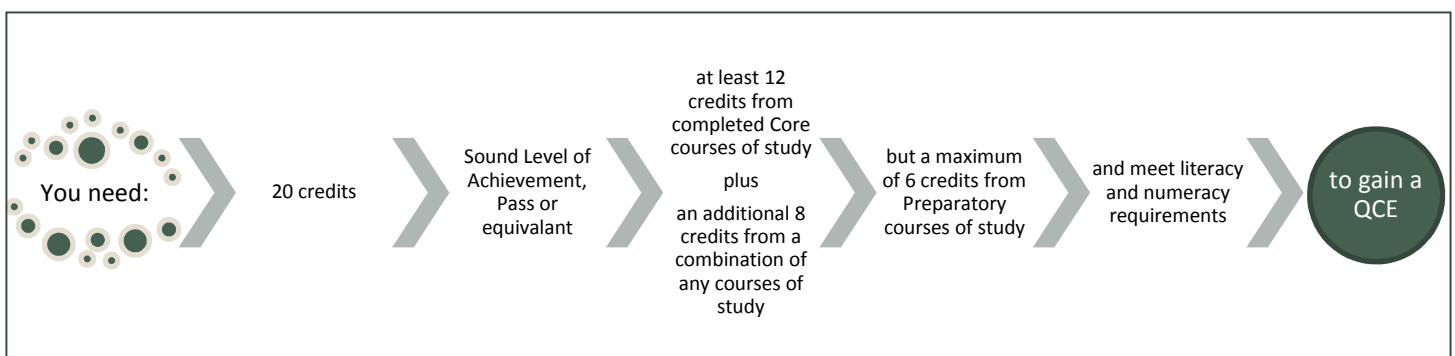 You need:
20 credits
Sound Level of
Achievement,
Pass or
equivalant
at least 12
credits from
completed Core
courses of study
plus
an additional 8
credits from a
combination of
any courses of
study
but a maximum
of 6 credits from
Preparatory
courses of study
and meet literacy
and numeracy
requirements
to gain a
QCE